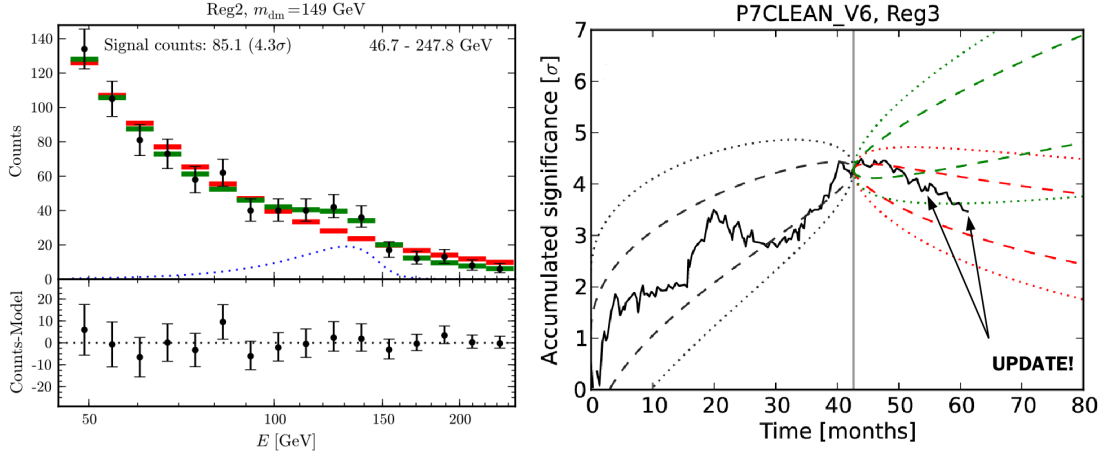 Reg2, m_dm=149 GeV
Signal counts: 85.1 (4.3σ)
46.7 - 247.8 GeV
Counts
140
120
100
80
60
40
20
0
Counts-Model
20
10
0
-10
-20
50
100
150
200
E [GeV]
P7CLEAN_V6, Reg3
Accumulated significance [σ]
7
6
5
4
3
2
1
0
UPDATE!
0 10 20 30 40 50 60 70 80
Time [months]